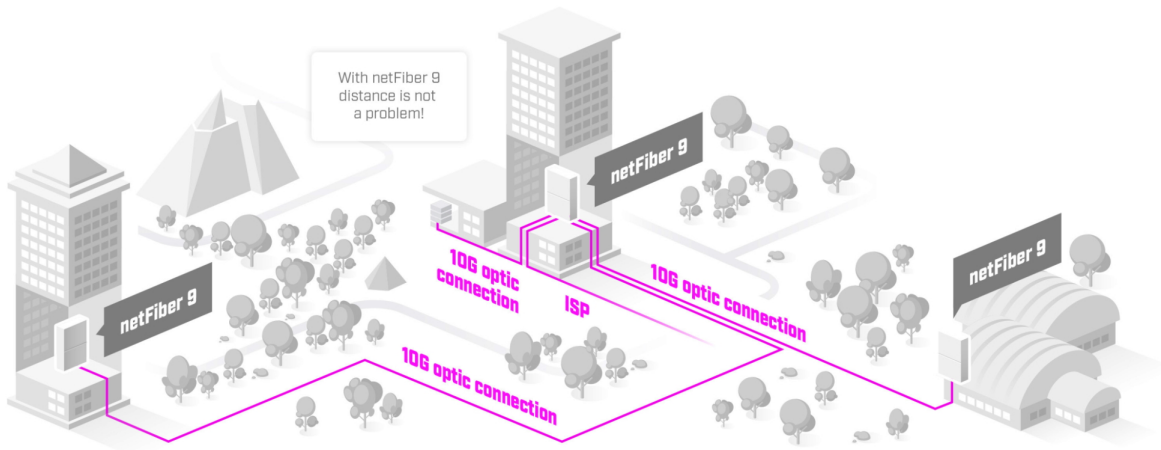 With netFiber 9
distance is not
a problem!
netFiber 9
netFiber 9
netFiber 9
10G optic
connection
ISP
10G optic connection
10G optic connection